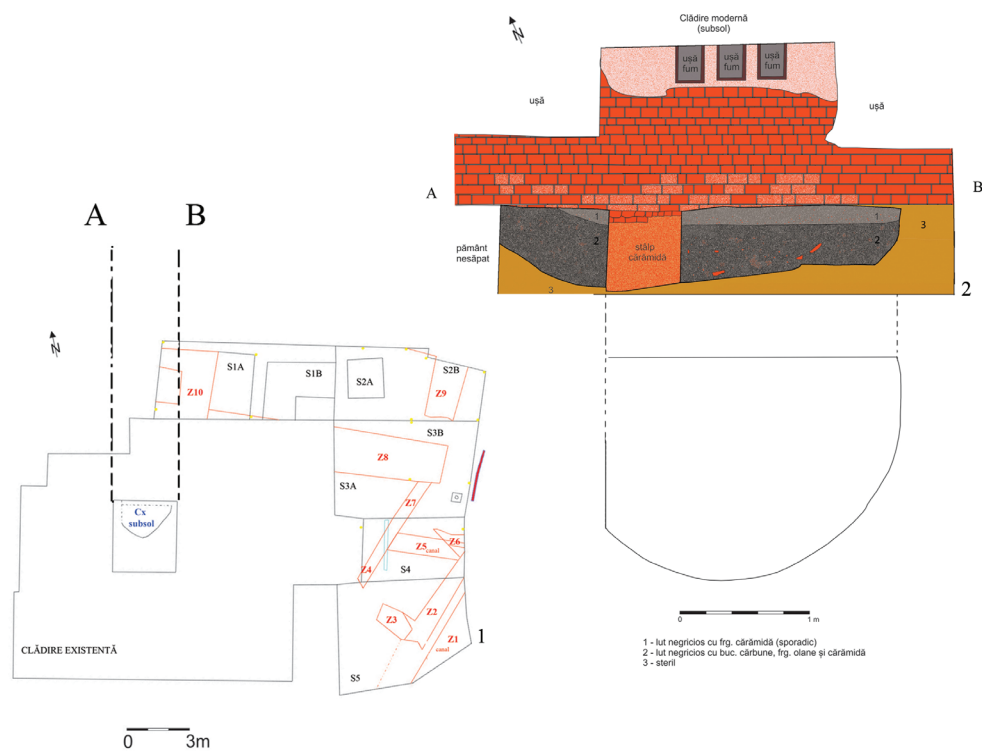 N
Clădire modernă
(subsol)
ușă fum
ușă fum
ușă fum
ușă
ușă
A
B
1
1
2
2
3
3
pământ
nesăpat
stâlp
cărămidă
2
A
B
N
S1A
S1B
S2A
S2B
Z10
Z9
S3B
Z8
S3A
Z7
Cx
subsol
Z6
Z5 canal
Z4
S4
Z3
Z2
Z1
canal
1
CLĂDIRE EXISTENTĂ
S5
0 3m
0 1 m
1 - lut negricios cu frg. cărămidă (sporadic)
2 - lut negricios cu buc. cărbune, frg. olane și cărămidă
3 - steril